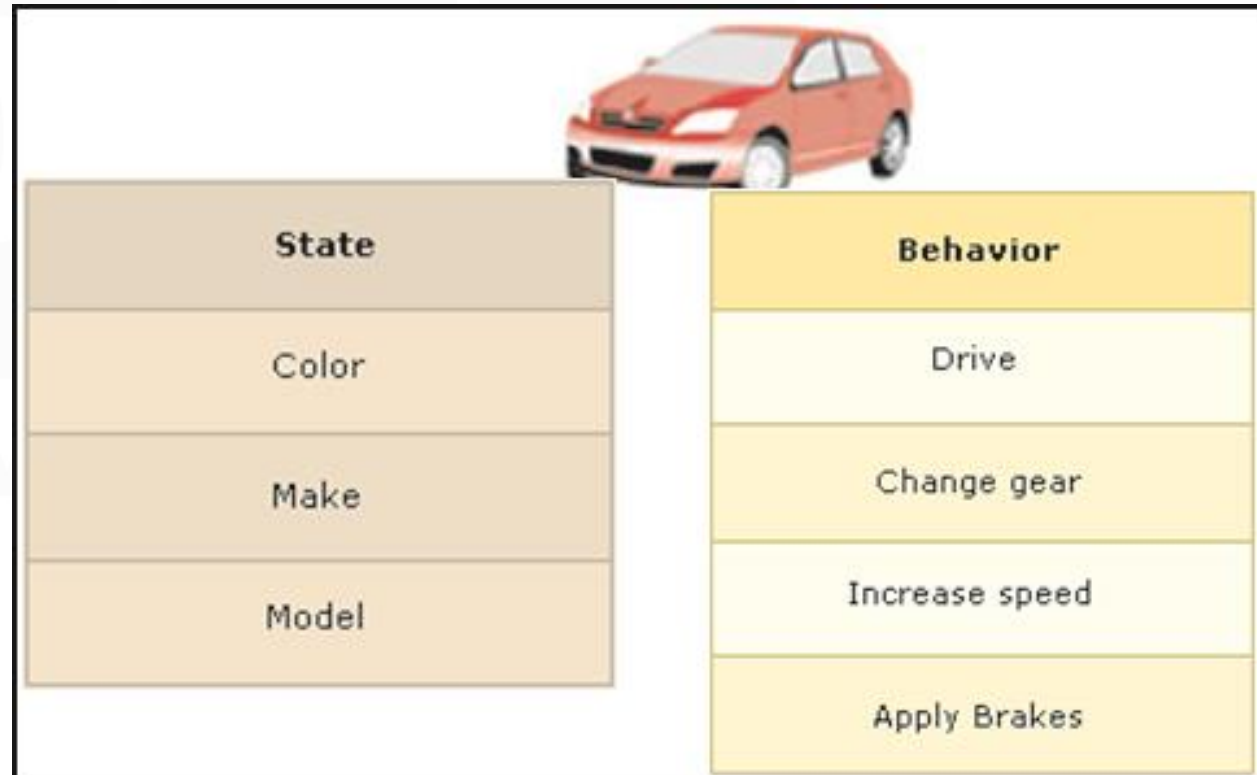 State
Color
Make
Model
Behavior
Drive
Change gear
Increase speed
Apply Brakes